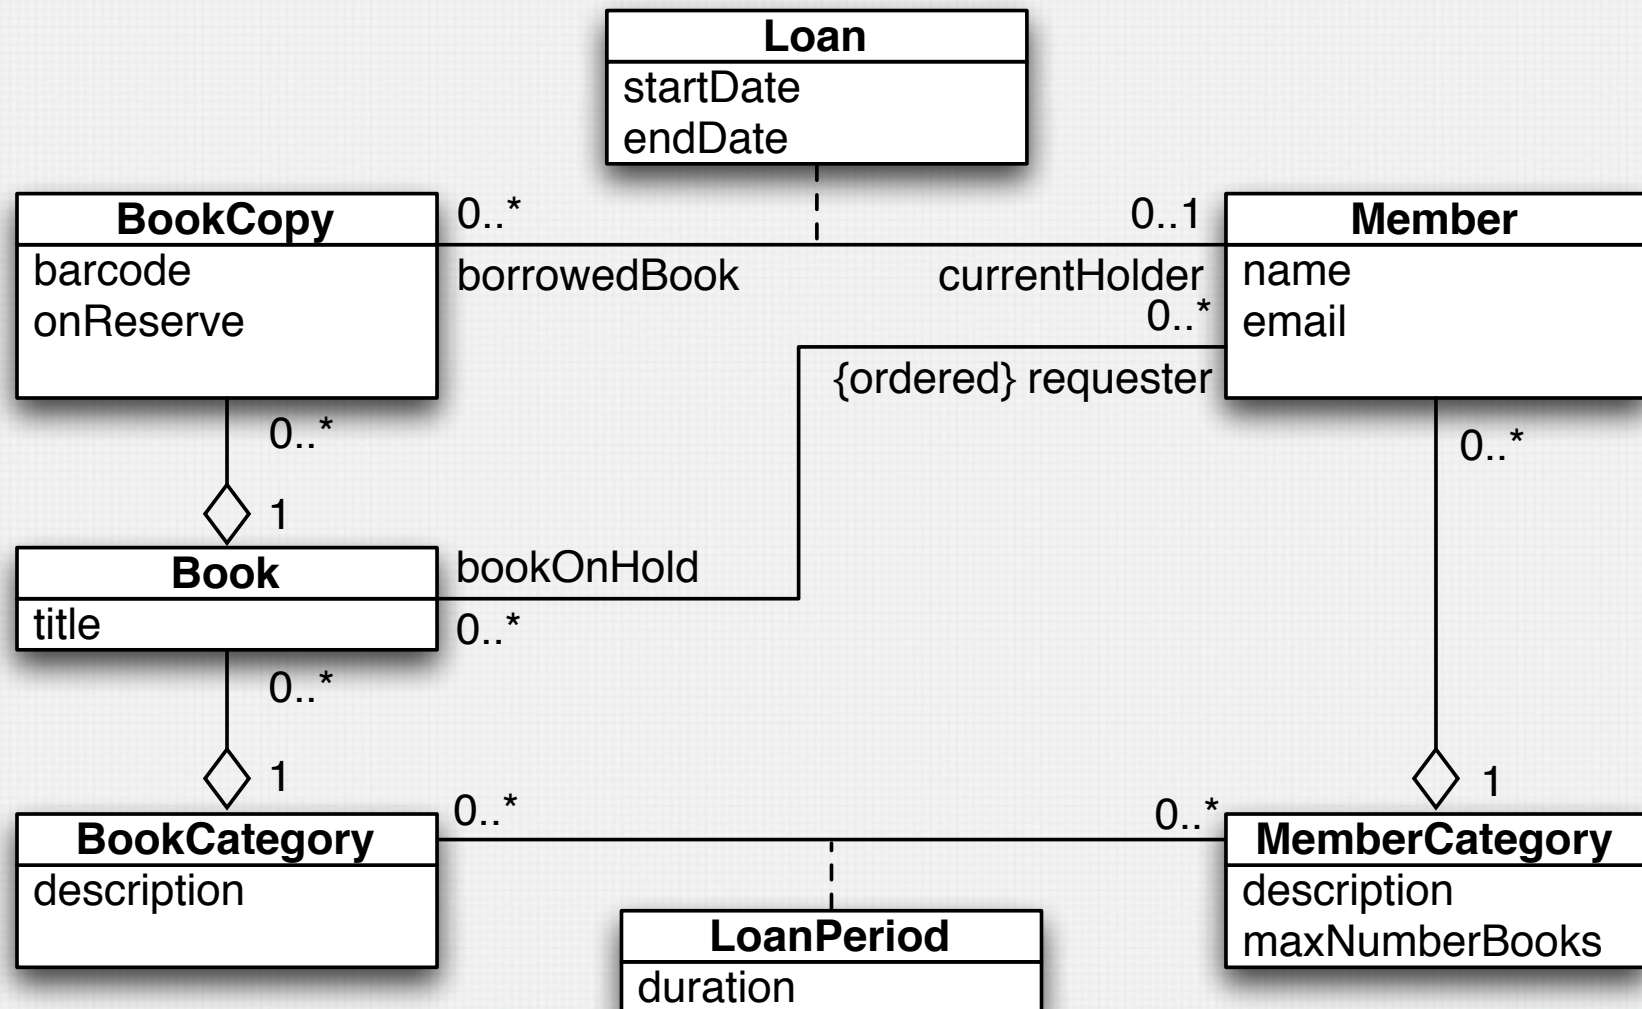 Loan
startDate
endDate
BookCopy
barcode
onReserve
0..*
borrowedBook
0..1
currentHolder
Member
name
email
0..*
{ordered} requester
0..*
1
Book
title
bookOnHold
0..*
0..*
1
0..*
1
BookCategory
description
0..*
0..*
MemberCategory
description
maxNumberBooks
LoanPeriod
duration